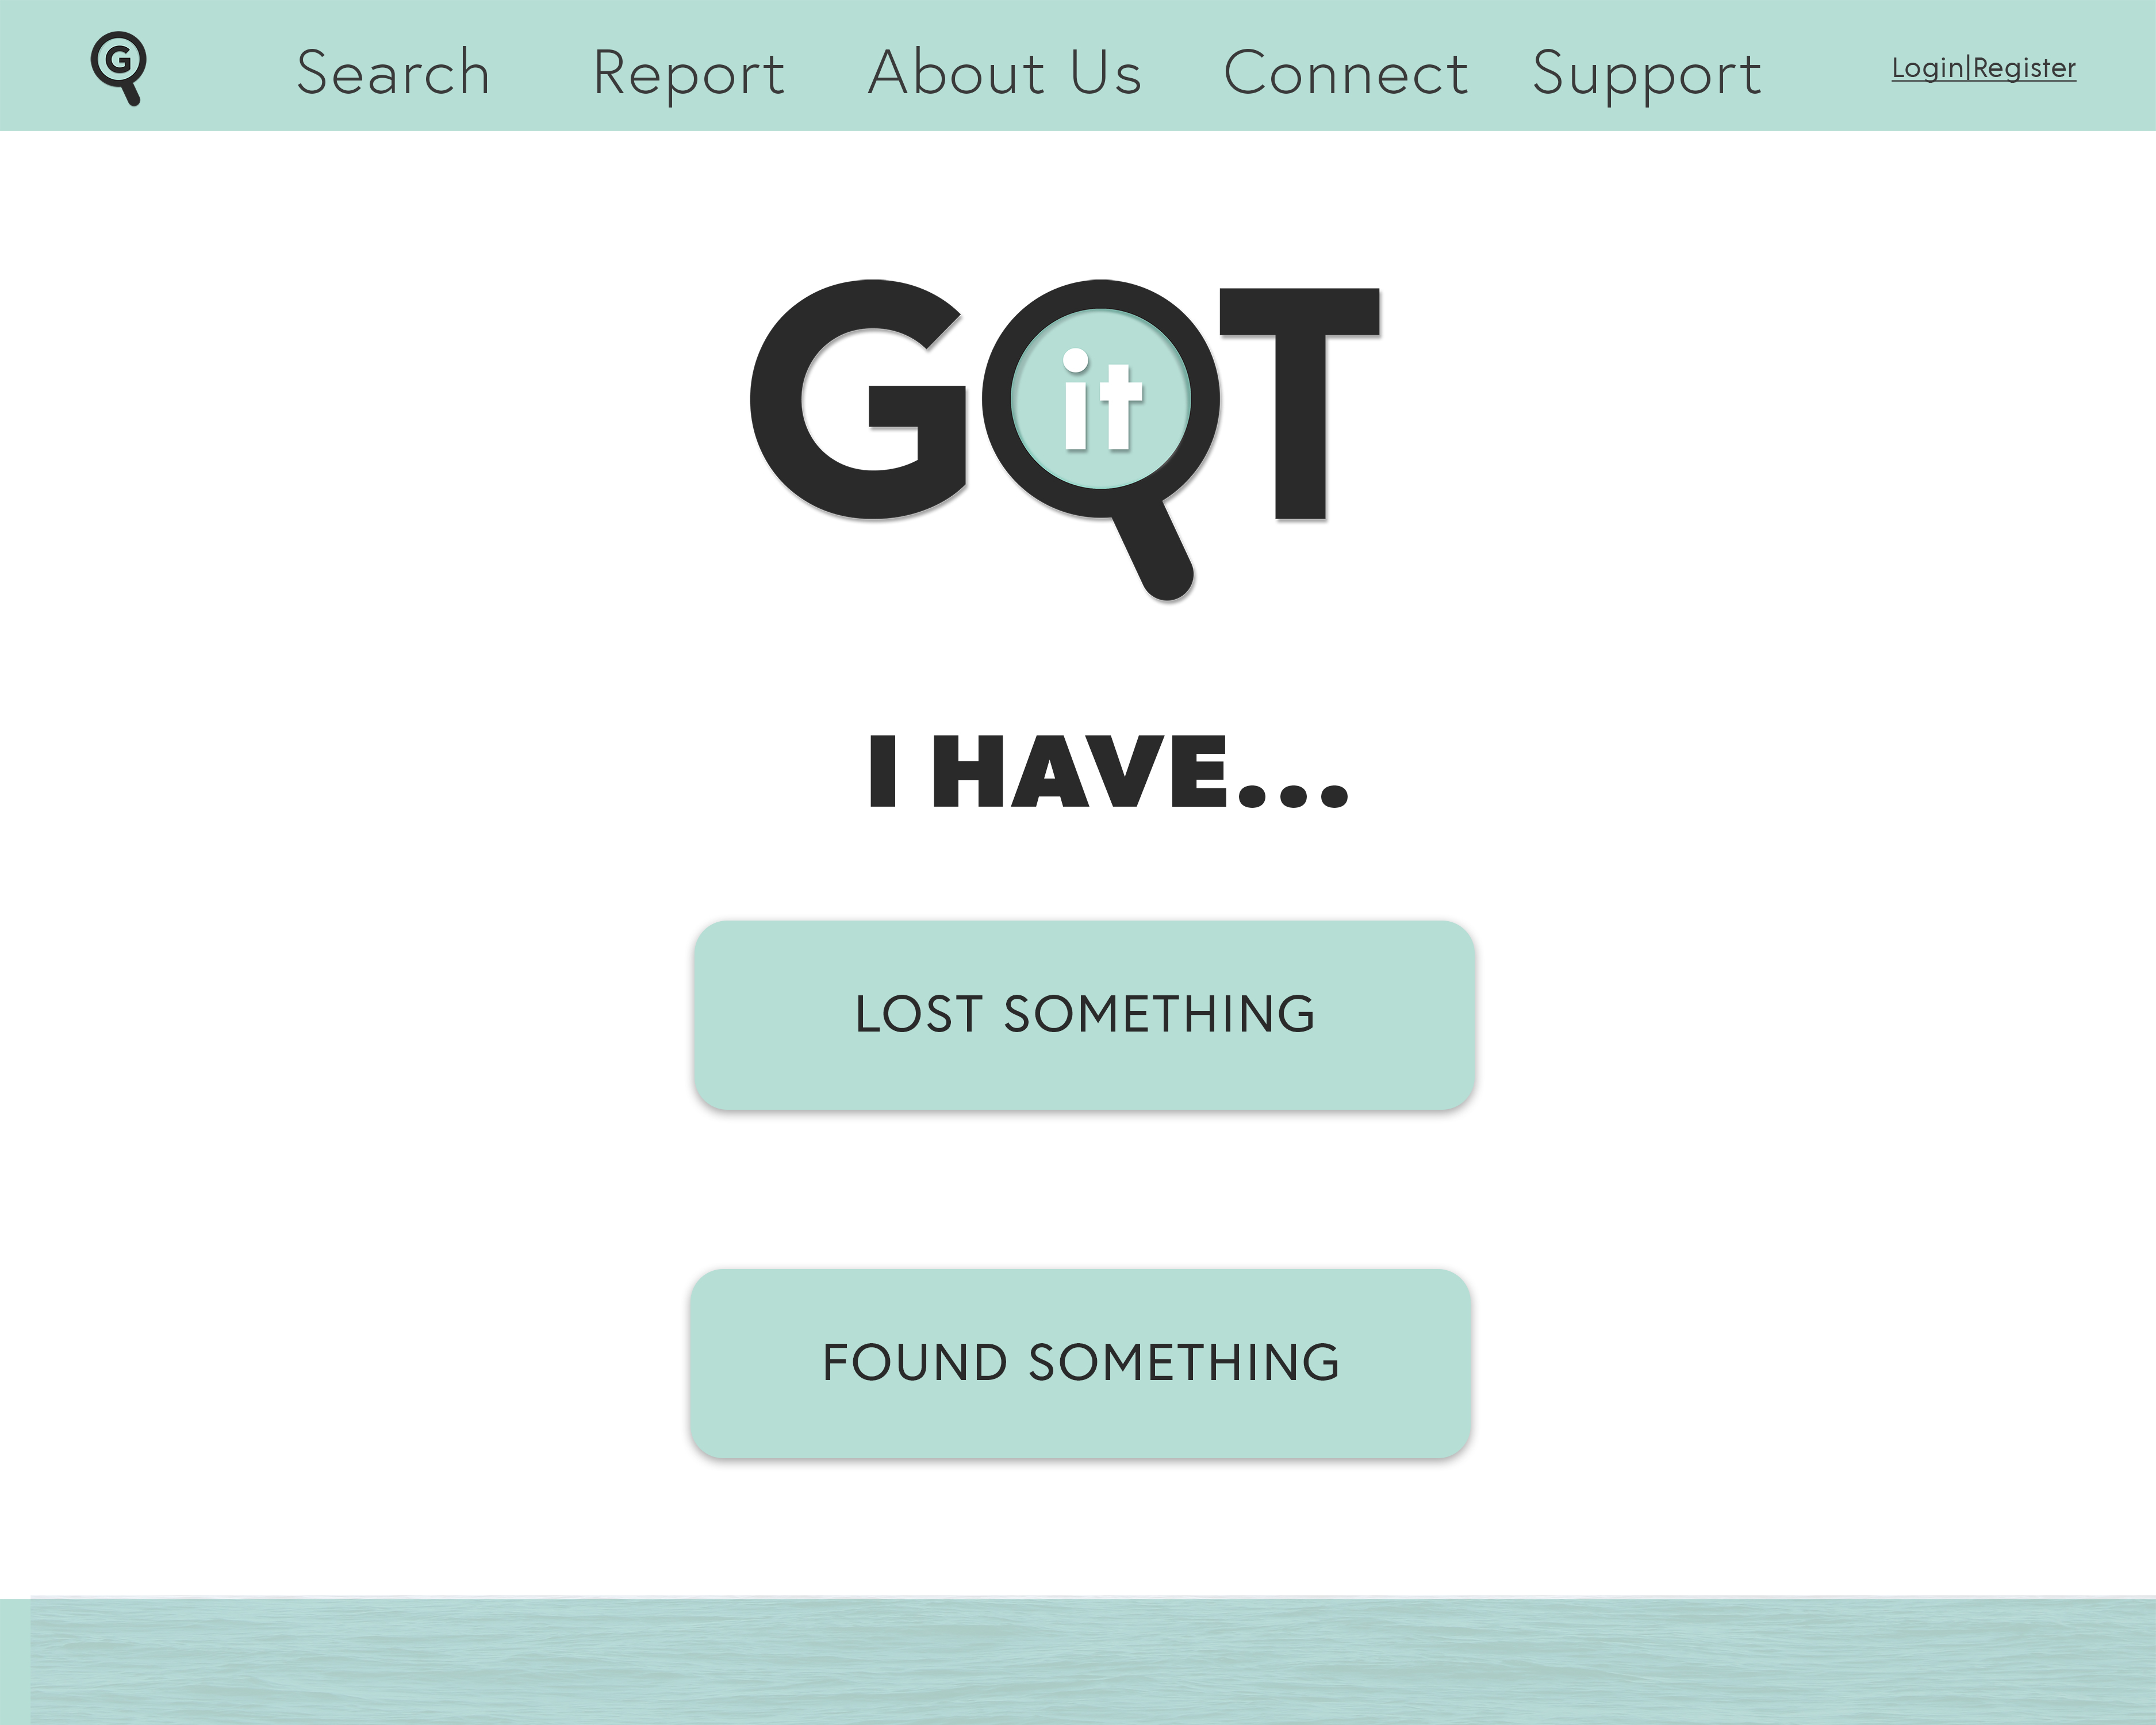 G Search Report About Us Connect Support Login|Register
GOT
it
I HAVE...
LOST SOMETHING
FOUND SOMETHING